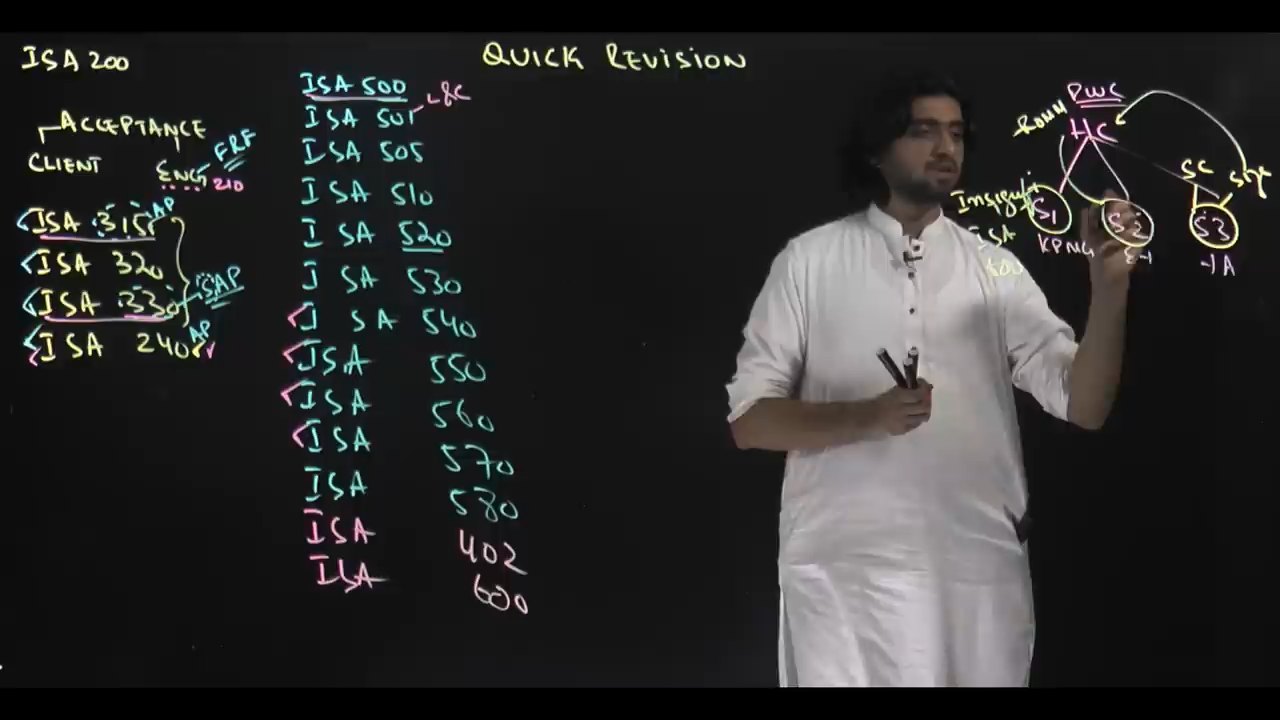 ISA 200
QUICK REVISION
ACCEPTANCE
CLIENT
ENG
FRF
210
ISA 315 AP
ISA 320
ISA 330 SAP
ISA 240 AP
ISA 500
ISA 501 L&C
ISA 505
ISA 510
ISA 520
ISA 530
ISA 540
ISA 550
ISA 560
ISA 570
ISA 580
ISA 402
ISA 600
PWC
ROMM
HC
SC
S1
S2
S3
ISA
600
KPMG